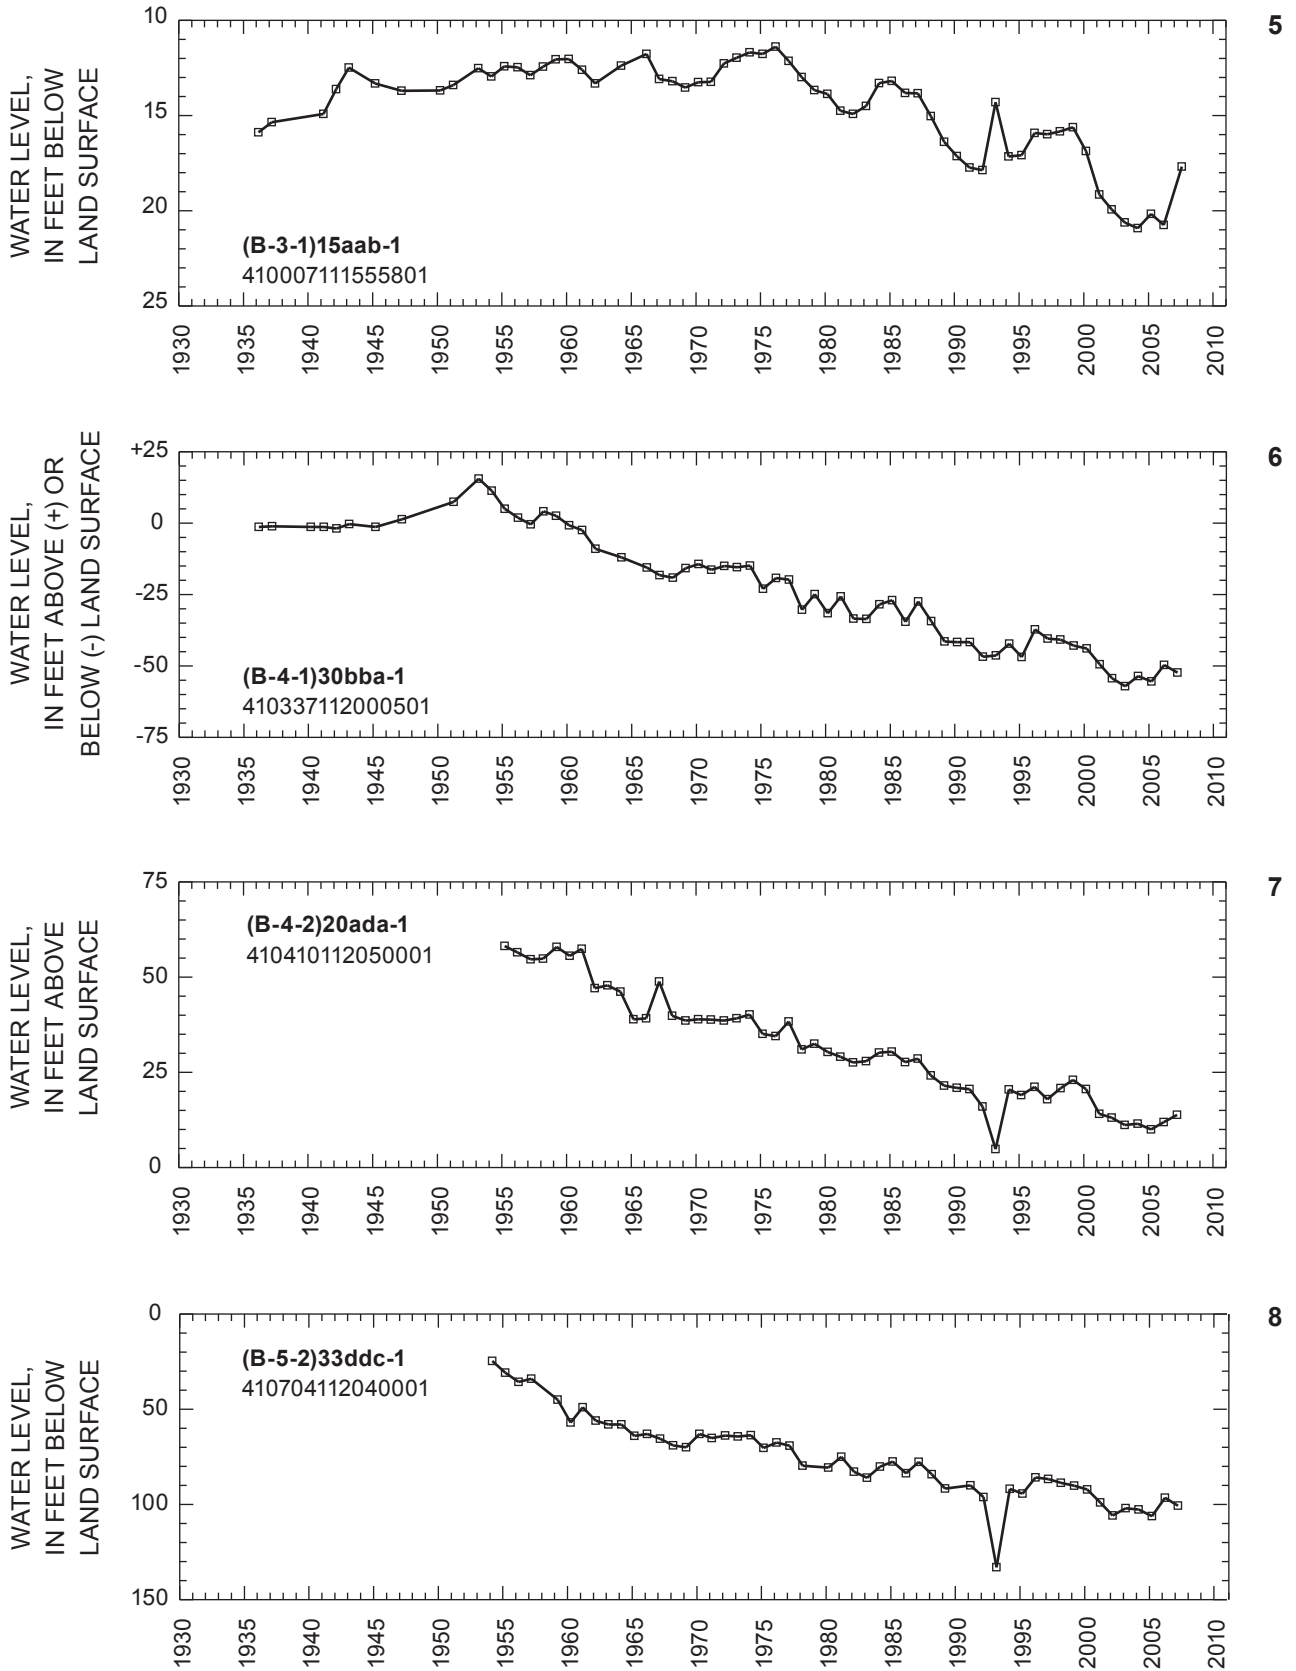 5
WATER LEVEL,
IN FEET BELOW
LAND SURFACE
10
15
20
25
(B-3-1)15aab-1
410007111555801
1930 1935 1940 1945 1950 1955 1960 1965 1970 1975 1980 1985 1990 1995 2000 2005 2010
6
WATER LEVEL,
IN FEET ABOVE (+) OR
BELOW (-) LAND SURFACE
+25
0
-25
-50
-75
(B-4-1)30bba-1
410337112000501
1930 1935 1940 1945 1950 1955 1960 1965 1970 1975 1980 1985 1990 1995 2000 2005 2010
7
WATER LEVEL,
IN FEET ABOVE
LAND SURFACE
75
50
25
0
(B-4-2)20ada-1
410410112050001
1930 1935 1940 1945 1950 1955 1960 1965 1970 1975 1980 1985 1990 1995 2000 2005 2010
8
WATER LEVEL,
IN FEET BELOW
LAND SURFACE
0
50
100
150
(B-5-2)33ddc-1
410704112040001
1930 1935 1940 1945 1950 1955 1960 1965 1970 1975 1980 1985 1990 1995 2000 2005 2010